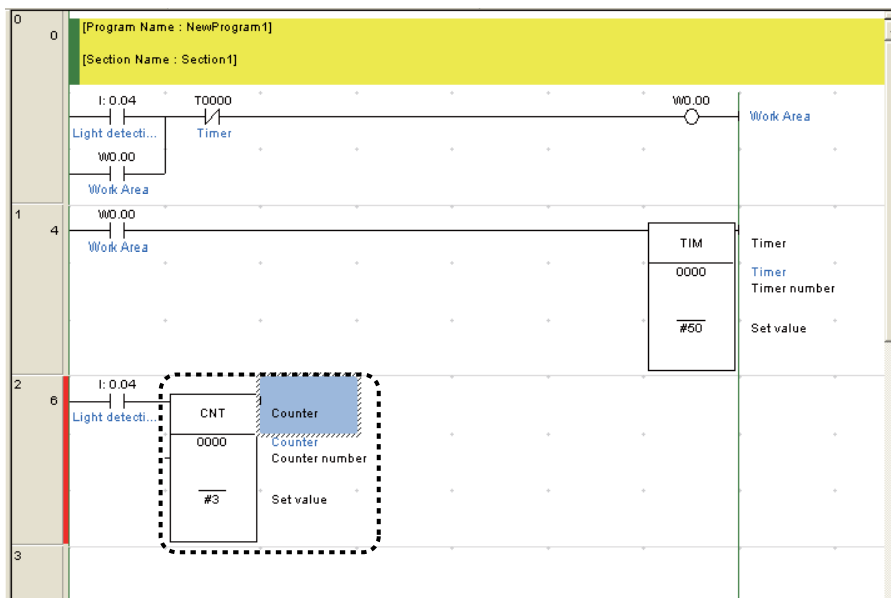 0
0
[Program Name : NewProgram1]
[Section Name : Section1]
I: 0.04
T0000
W0.00
Light detecti...
Timer
Work Area
W0.00
Work Area
1
4
W0.00
Work Area
TIM
Timer
0000
Timer
Timer number
#50
Set value
2
6
I: 0.04
Light detecti...
CNT
Counter
0000
Counter
Counter number
#3
Set value
3